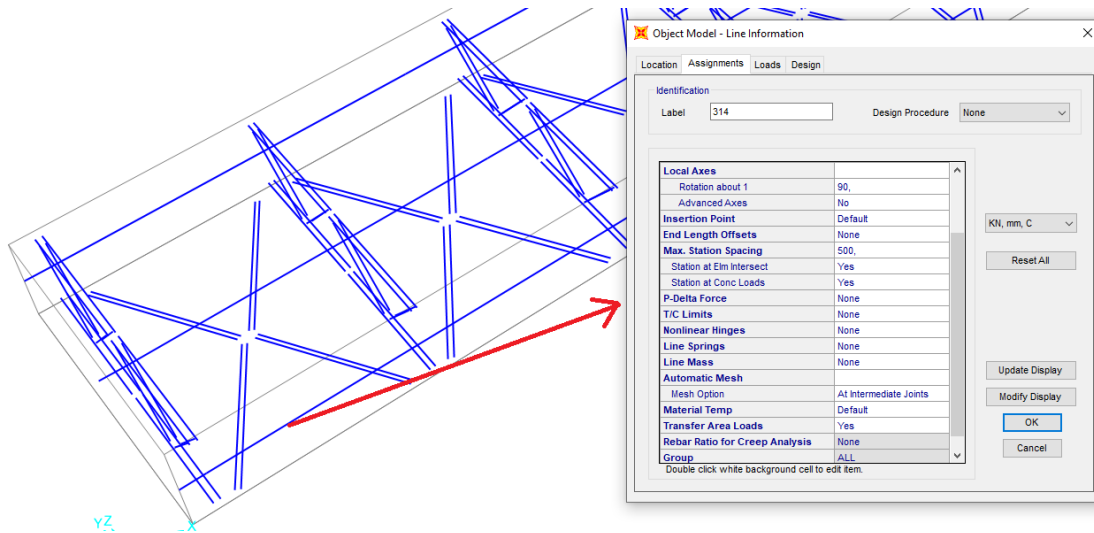 Object Model - Line Information
Location Assignments Loads Design
Identification
Label 314 Design Procedure None
Local Axes
Rotation about 1 90,
Advanced Axes No
Insertion Point Default
End Length Offsets None
Max. Station Spacing 500,
Station at Elm Intersect Yes
Station at Conc Loads Yes
P-Delta Force None
T/C Limits None
Nonlinear Hinges None
Line Springs None
Line Mass None
Automatic Mesh
Mesh Option At Intermediate Joints
Material Temp Default
Transfer Area Loads Yes
Rebar Ratio for Creep Analysis None
Group ALL
Double click white background cell to edit item.
KN, mm, C
Reset All
Update Display
Modify Display
OK
Cancel
YZ X